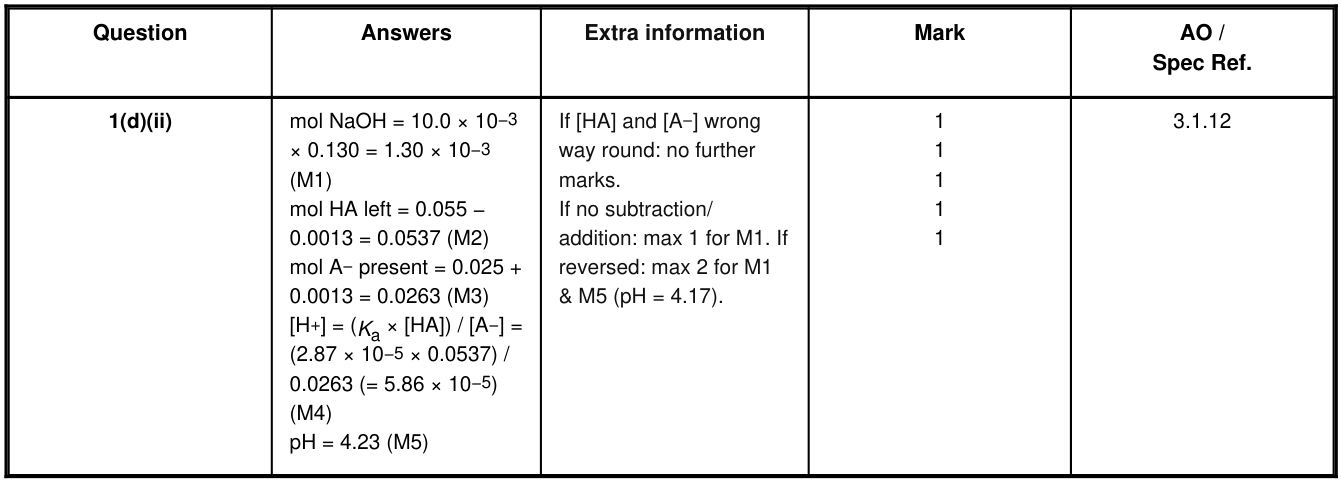 Question Answers Extra information Mark AO /
Spec Ref.
1(d)(ii)
mol NaOH = 10.0 × 10−3
× 0.130 = 1.30 × 10−3
(M1)
mol HA left = 0.055 −
0.0013 = 0.0537 (M2)
mol A− present = 0.025 +
0.0013 = 0.0263 (M3)
[H+] = (Ka × [HA]) / [A−] =
(2.87 × 10−5 × 0.0537) /
0.0263 (= 5.86 × 10−5)
(M4)
pH = 4.23 (M5)
If [HA] and [A−] wrong
way round: no further
marks.
If no subtraction/
addition: max 1 for M1. If
reversed: max 2 for M1
& M5 (pH = 4.17).
1
1
1
1
1
3.1.12